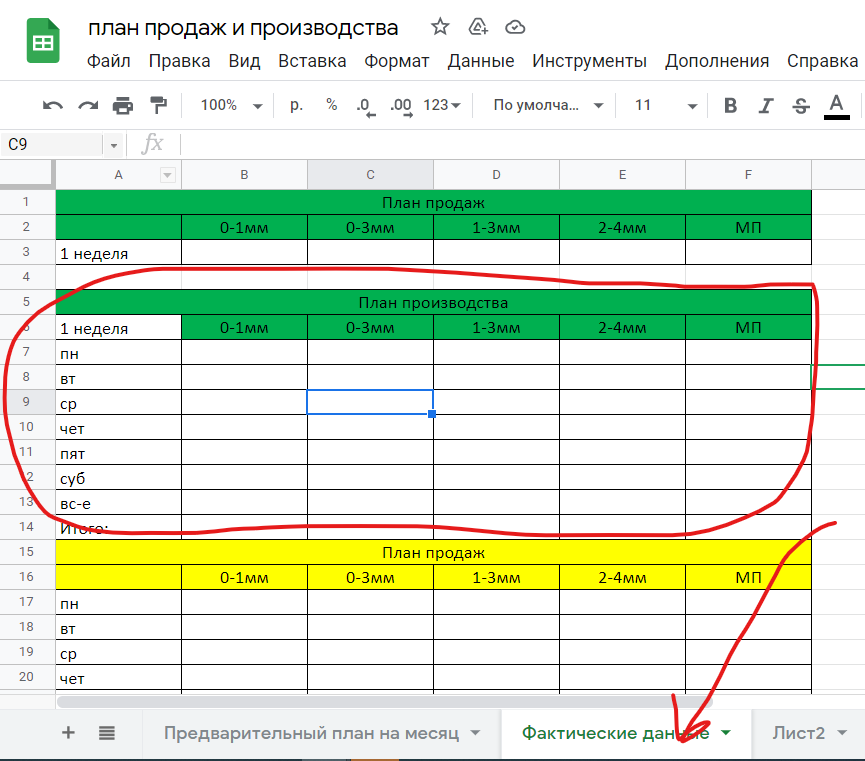 план продаж и производства
Файл Правка Вид Вставка Формат Данные Инструменты Дополнения Справка
100% р. % .0 .00 123 По умолча... 11 B I S A
C9 fx
A B C D E F
1 План продаж
2 0-1мм 0-3мм 1-3мм 2-4мм МП
3 1 неделя
4
5 План производства
6 1 неделя 0-1мм 0-3мм 1-3мм 2-4мм МП
7 пн
8 вт
9 ср
10 чет
11 пят
12 суб
13 вс-е
14 Итого:
15 План продаж
16 0-1мм 0-3мм 1-3мм 2-4мм МП
17 пн
18 вт
19 ср
20 чет
+ Предварительный план на месяц Фактические данные Лист2